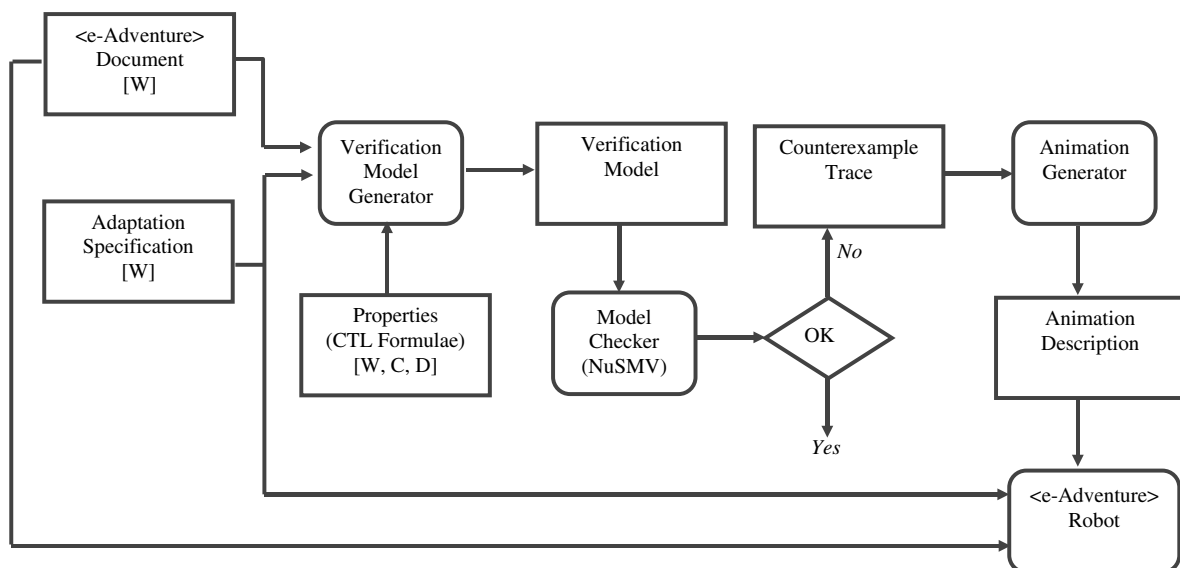 <e-Adventure>
Document
[W]
Verification
Model
Generator
Verification
Model
Counterexample
Trace
Animation
Generator
Adaptation
Specification
[W]
No
Properties
(CTL Formulae)
[W, C, D]
Model
Checker
(NuSMV)
OK
Animation
Description
Yes
<e-Adventure>
Robot